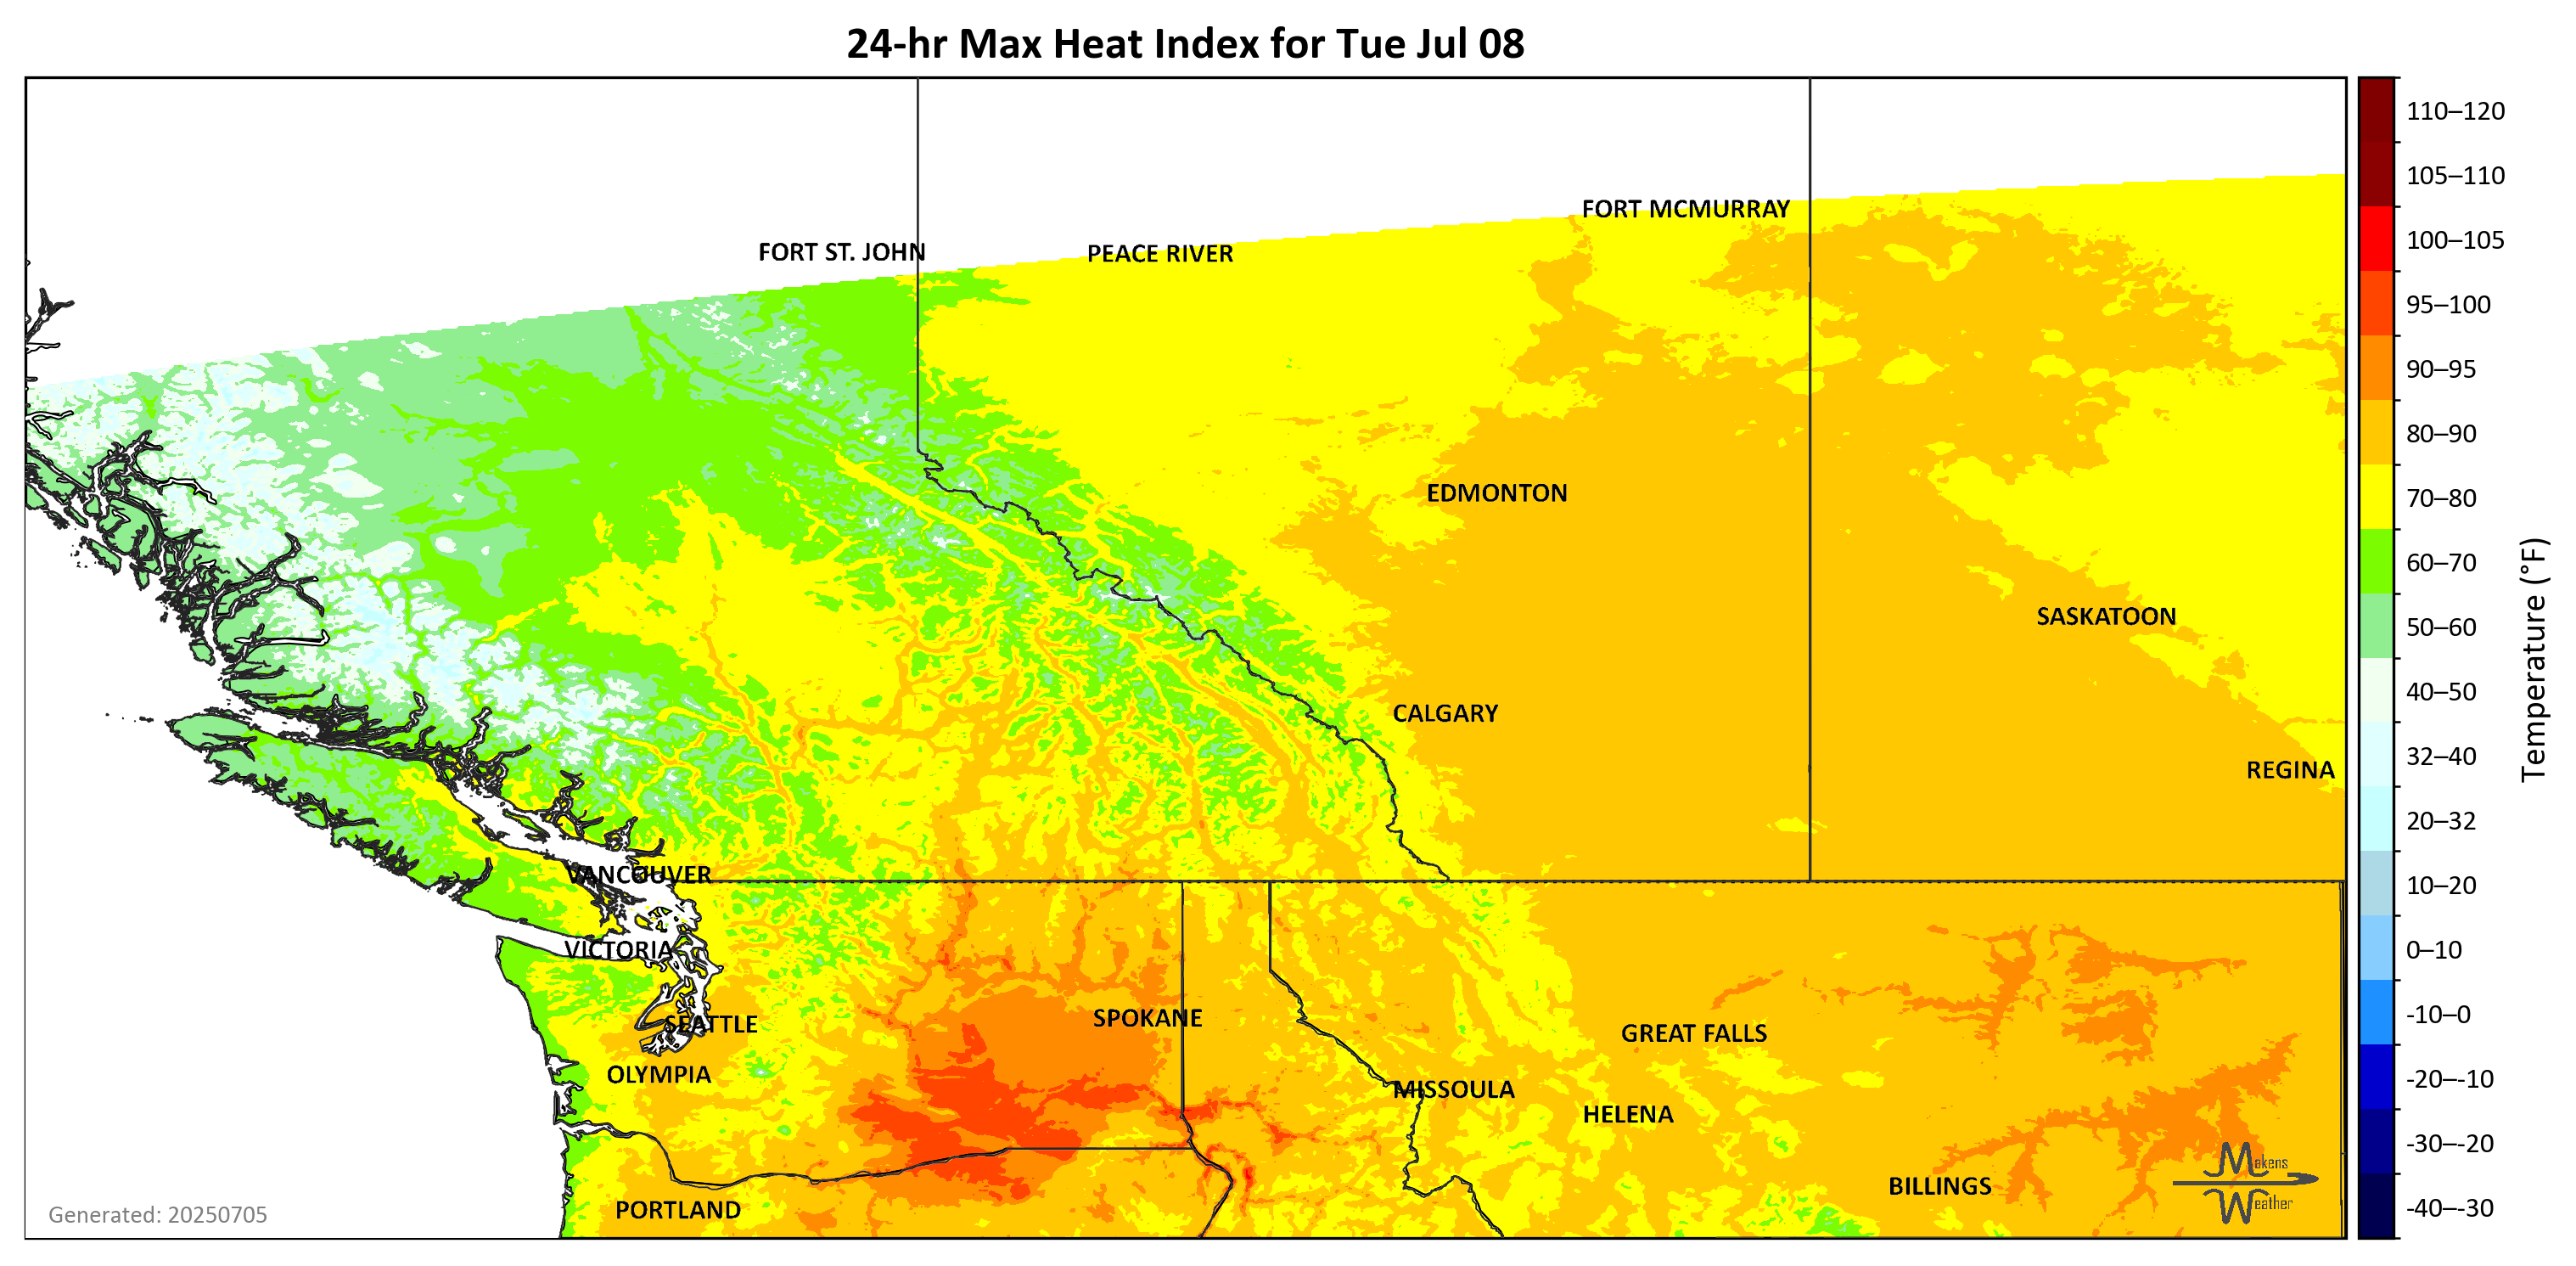 24-hr Max Heat Index for Tue Jul 08
FORT MCMURRAY
FORT ST. JOHN
PEACE RIVER
EDMONTON
SASKATOON
CALGARY
REGINA
VANCOUVER
VICTORIA
SEATTLE
SPOKANE
GREAT FALLS
OLYMPIA
MISSOULA
HELENA
BILLINGS
PORTLAND
Makens
Weather
Generated: 20250705
110–120
105–110
100–105
95–100
90–95
80–90
70–80
60–70
50–60
40–50
32–40
20–32
10–20
0–10
-10–0
-20–-10
-30–-20
-40–-30
Temperature (°F)